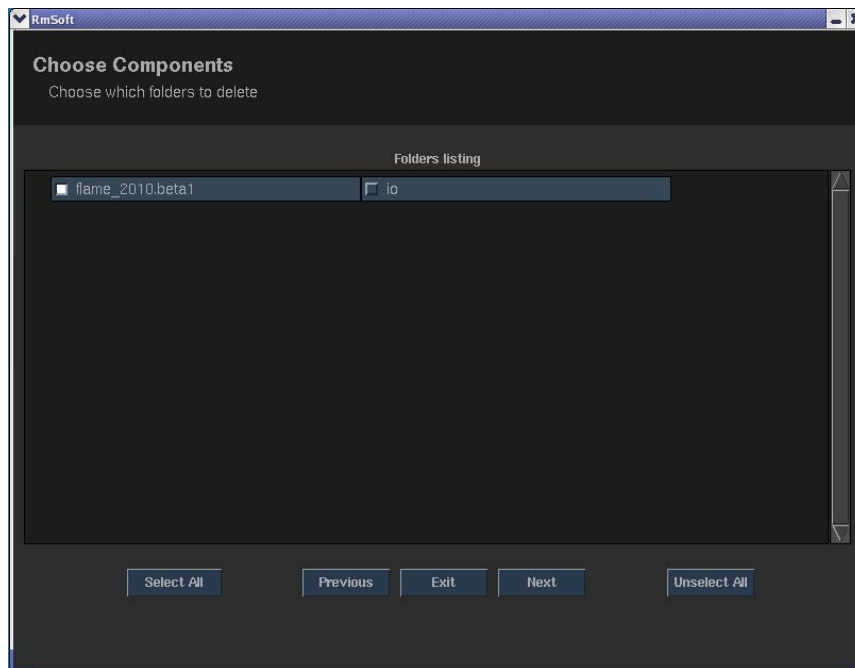 RmSoft
Choose Components
Choose which folders to delete
Folders listing
flame_2010.beta1 io
Select All Previous Exit Next Unselect All